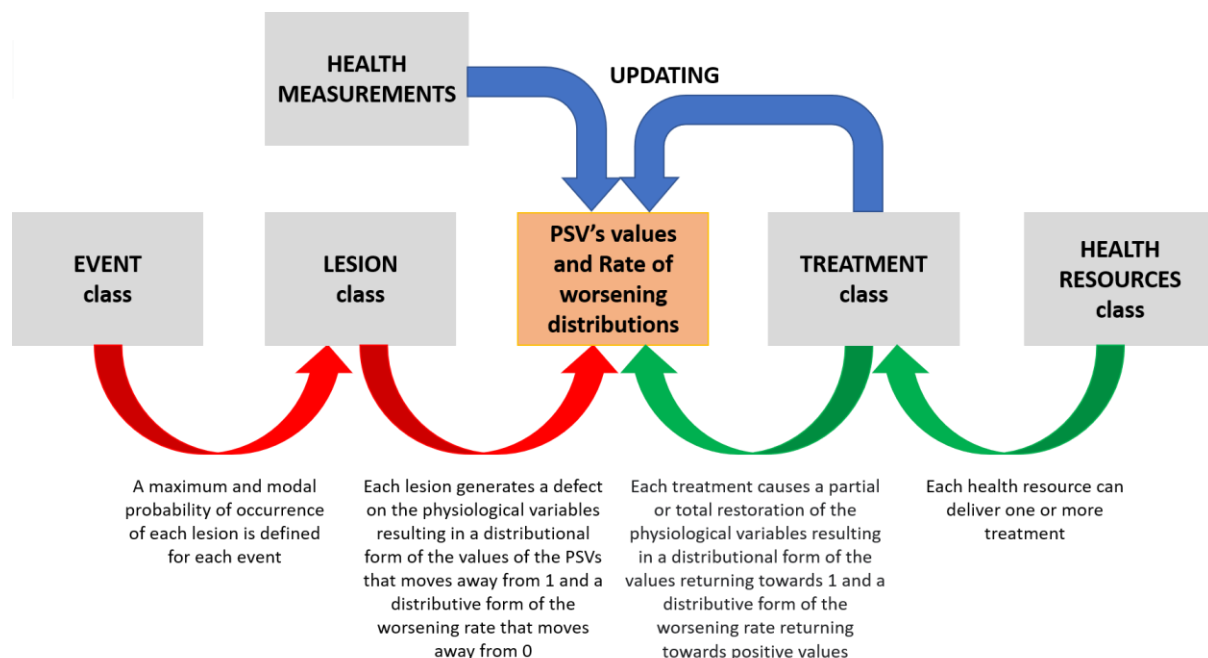 HEALTH
MEASUREMENTS
UPDATING
EVENT
class
LESION
class
PSV's values
and Rate of
worsening
distributions
TREATMENT
class
HEALTH
RESOURCES
class
A maximum and modal
probability of occurrence
of each lesion is defined
for each event
Each lesion generates a defect
on the physiological variables
resulting in a distributional
form of the values of the PSVs
that moves away from 1 and a
distributive form of the
worsening rate that moves
away from 0
Each treatment causes a partial
or total restoration of the
physiological variables resulting
in a distributional form of the
values returning towards 1 and a
distributive form of the
worsening rate returning
towards positive values
Each health resource can
deliver one or more
treatment